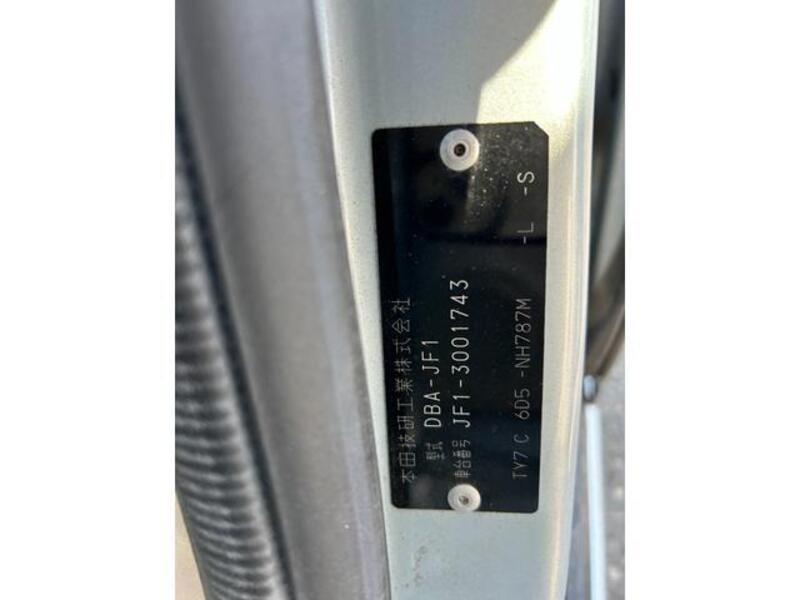 本田技研工業株式会社
型式 DBA-JF1
車台番号 JF1-3001743
TY7 C 6D5 -NH787M -L -S